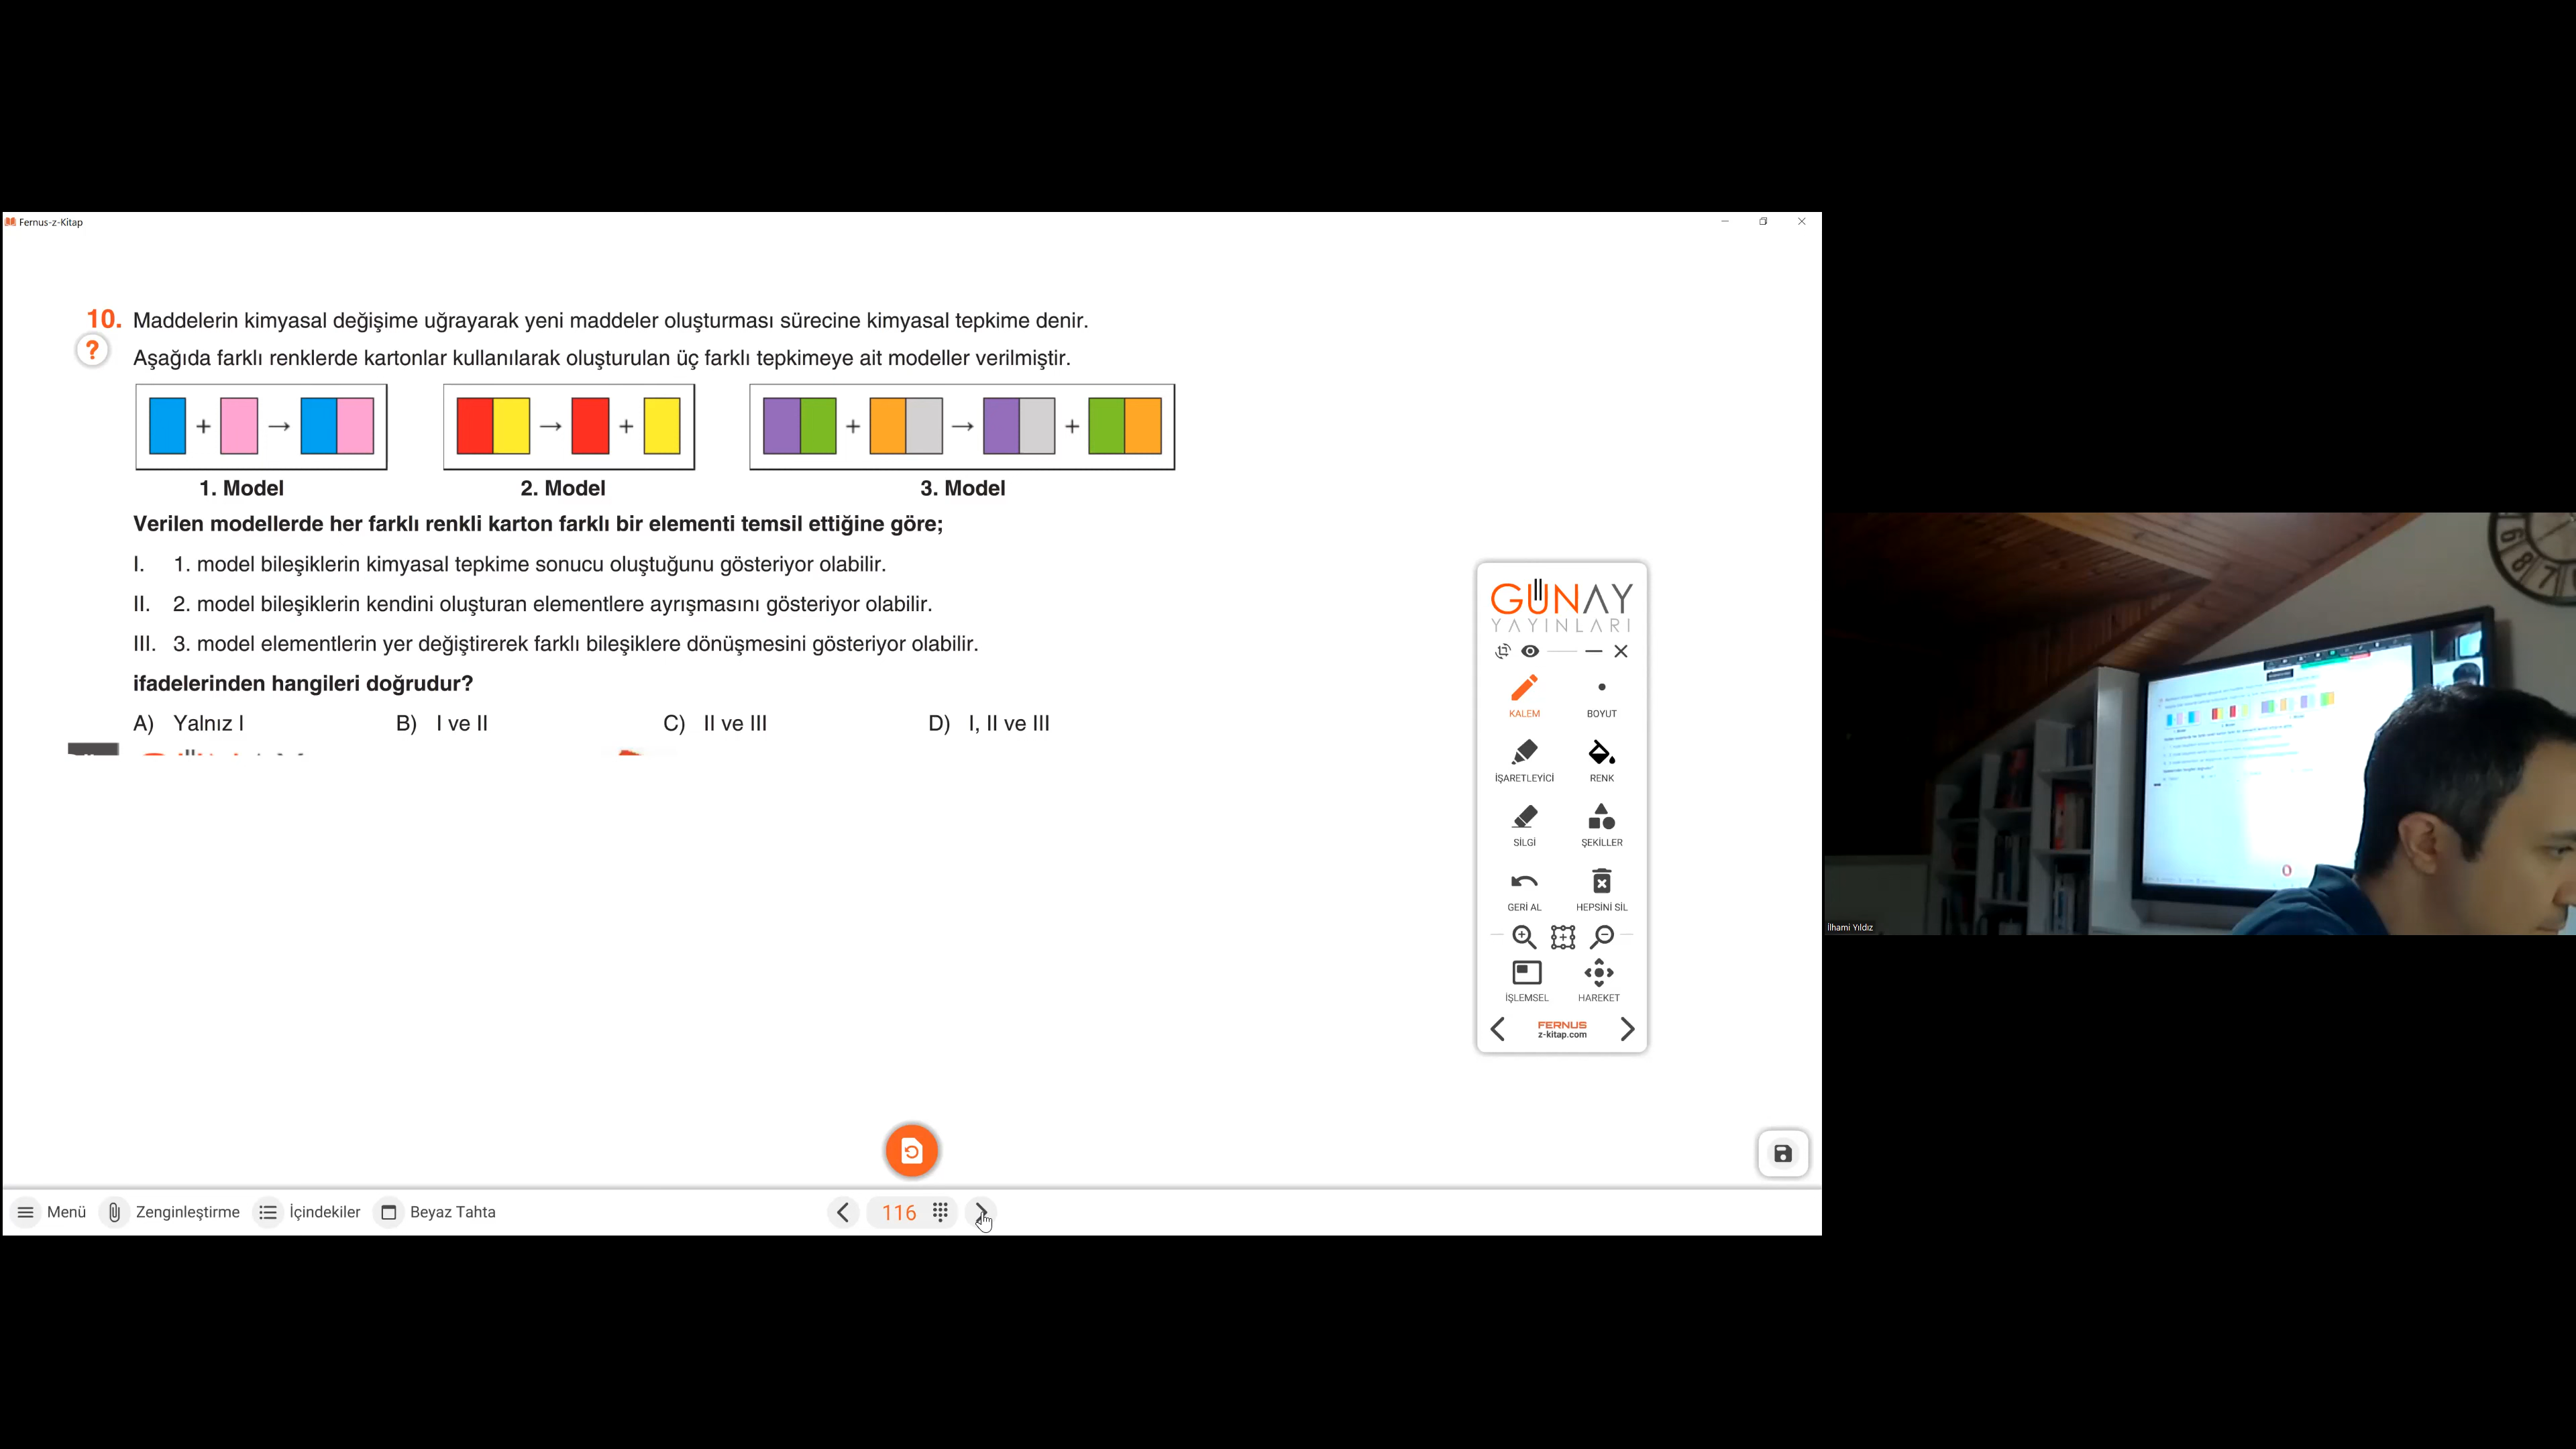 Fernus-z-Kitap
10. Maddelerin kimyasal değişime uğrayarak yeni maddeler oluşturması sürecine kimyasal tepkime denir.
?
Aşağıda farklı renklerde kartonlar kullanılarak oluşturulan üç farklı tepkimeye ait modeller verilmiştir.
+ → → + + → +
1. Model 2. Model 3. Model
Verilen modellerde her farklı renkli karton farklı bir elementi temsil ettiğine göre;
I. 1. model bileşiklerin kimyasal tepkime sonucu oluştuğunu gösteriyor olabilir.
II. 2. model bileşiklerin kendini oluşturan elementlere ayrışmasını gösteriyor olabilir.
III. 3. model elementlerin yer değiştirerek farklı bileşiklere dönüşmesini gösteriyor olabilir.
ifadelerinden hangileri doğrudur?
A) Yalnız I B) I ve II C) II ve III D) I, II ve III
GÜNAY
YAYINLARI
KALEM BOYUT
İŞARETLEYİCİ RENK
SİLGİ ŞEKİLLER
GERİ AL HEPSİNİ SİL
İŞLEMSEL HAREKET
FERNUS
z-kitap.com
İlhami Yıldız
Menü Zenginleştirme İçindekiler Beyaz Tahta 116